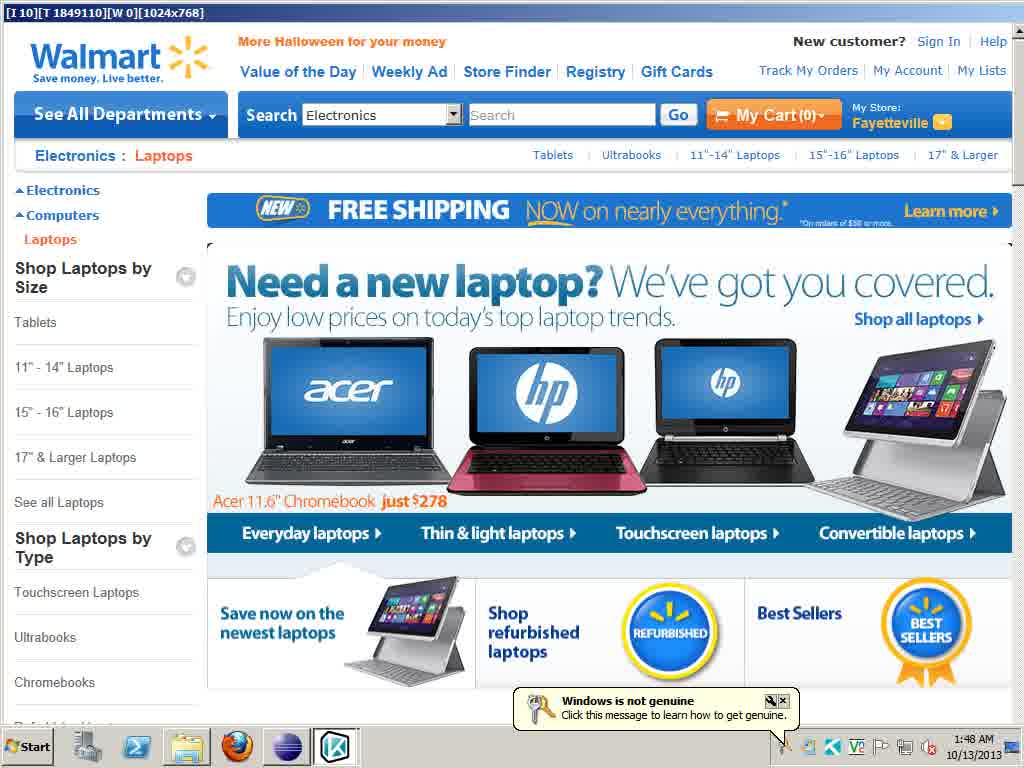 [I 10][T 1849110][W 0][1024x768]
Walmart
Save money. Live better.
More Halloween for your money
New customer? Sign In Help
Value of the Day Weekly Ad Store Finder Registry Gift Cards
Track My Orders My Account My Lists
See All Departments
Search Electronics Search Go
My Cart (0)
My Store:
Fayetteville
Electronics : Laptops
Tablets Ultrabooks 11"-14" Laptops 15"-16" Laptops 17" & Larger
Electronics
Computers
Laptops
Shop Laptops by
Size
Tablets
11" - 14" Laptops
15" - 16" Laptops
17" & Larger Laptops
See all Laptops
Shop Laptops by
Type
Touchscreen Laptops
Ultrabooks
Chromebooks
NEW FREE SHIPPING NOW on nearly everything.* *On orders of $50 or more. Learn more
Need a new laptop? We've got you covered.
Enjoy low prices on today's top laptop trends.
Shop all laptops
acer
acer
hp
hp
Acer 11.6" Chromebook just $278
Everyday laptops Thin & light laptops Touchscreen laptops Convertible laptops
Save now on the
newest laptops
Shop
refurbished
laptops
REFURBISHED
Best Sellers
BEST
SELLERS
Windows is not genuine
Click this message to learn how to get genuine.
Start
1:48 AM
10/13/2013